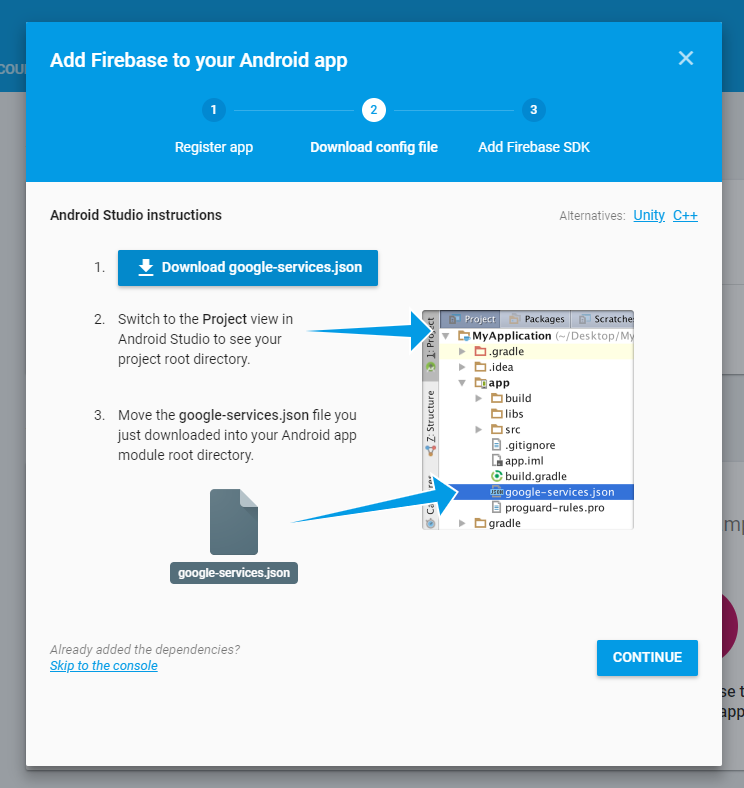 COU
Add Firebase to your Android app
1
2
3
Register app
Download config file
Add Firebase SDK
Android Studio instructions
Alternatives: Unity C++
1. Download google-services.json
2. Switch to the Project view in
Android Studio to see your
project root directory.
3. Move the google-services.json file you
just downloaded into your Android app
module root directory.
google-services.json
1: Project
Z: Structure
Project
Packages
Scratches
MyApplication (~/Desktop/My
.gradle
.idea
app
build
libs
src
.gitignore
app.iml
build.gradle
google-services.json
proguard-rules.pro
gradle
Already added the dependencies?
Skip to the console
CONTINUE
se t
app